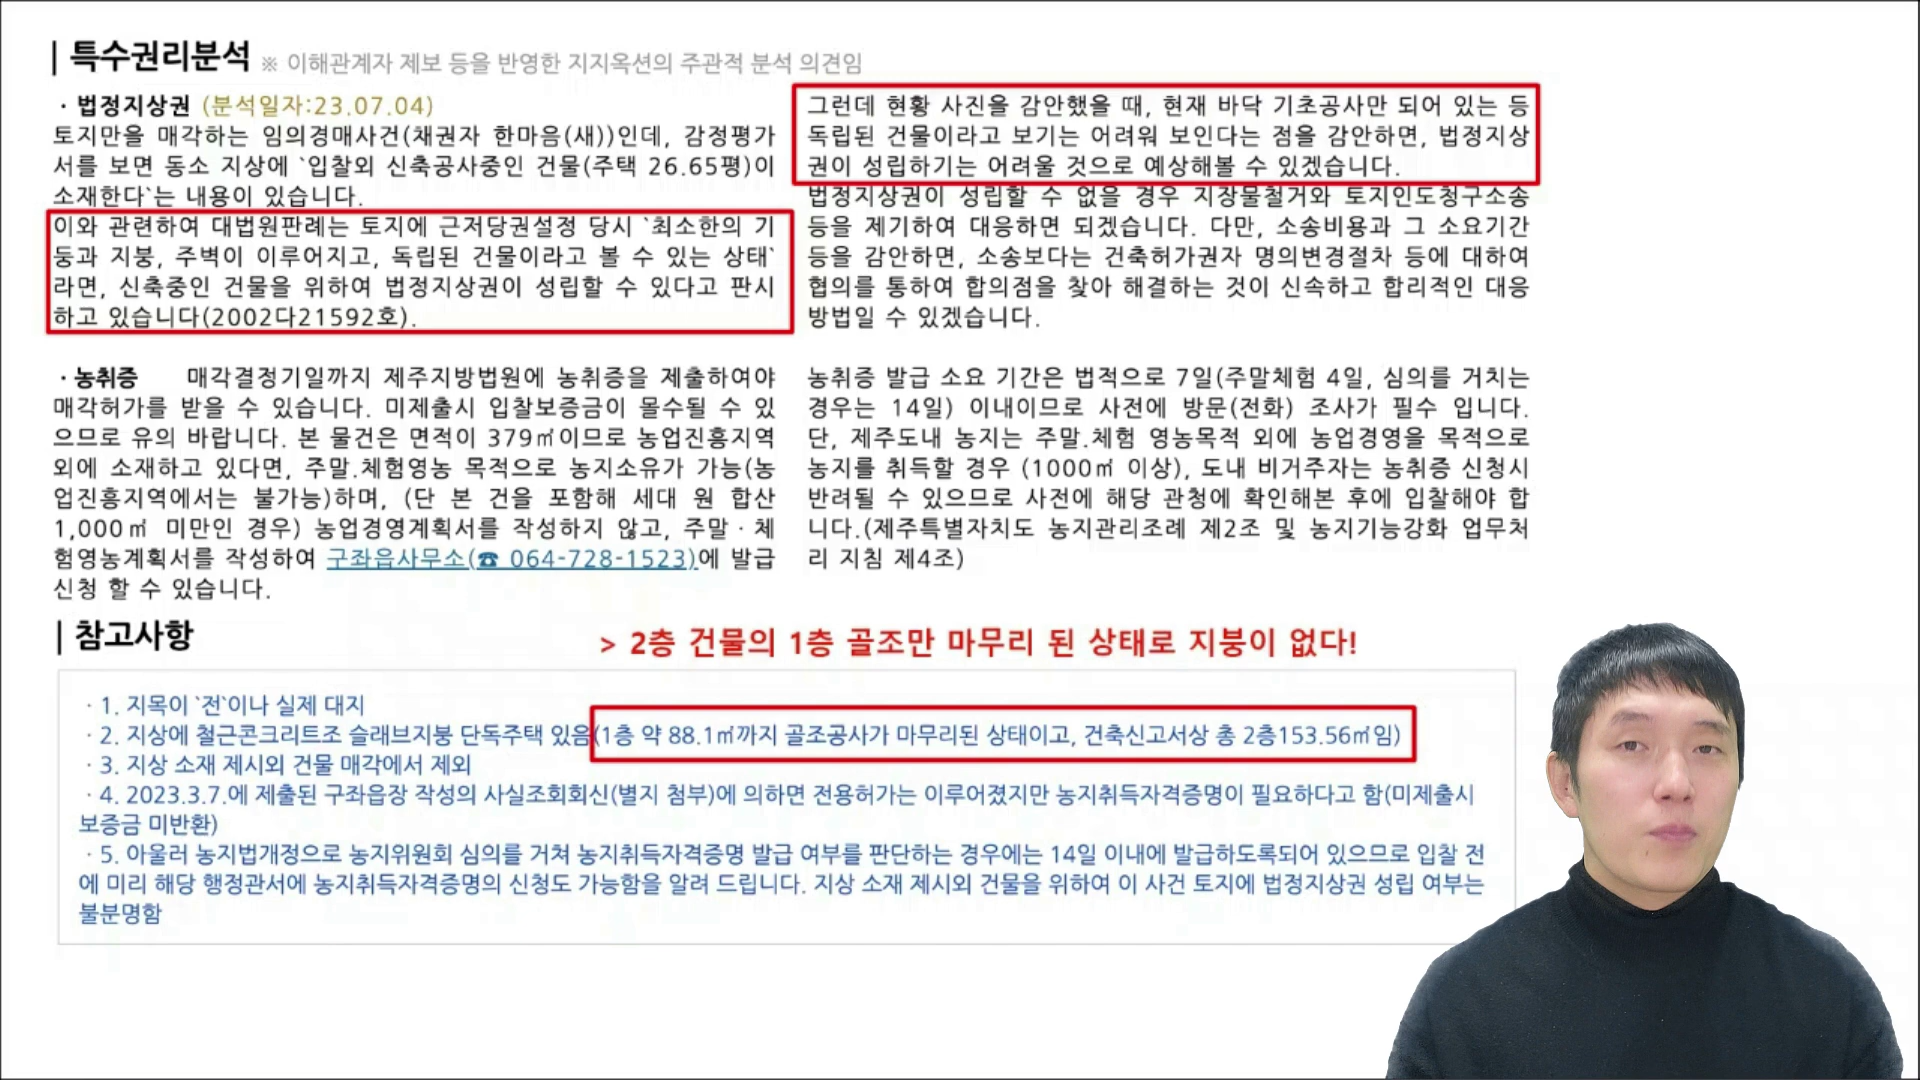 | 특수권리분석 ※ 이해관계자 제보 등을 반영한 지지옥션의 주관적 분석 의견임
· 법정지상권 (분석일자:23.07.04)
토지만을 매각하는 임의경매사건(채권자 한마음(새))인데, 감정평가
서를 보면 동소 지상에 `입찰외 신축공사중인 건물(주택 26.65평)이
소재한다`는 내용이 있습니다.
이와 관련하여 대법원판례는 토지에 근저당권설정 당시 `최소한의 기
둥과 지붕, 주벽이 이루어지고, 독립된 건물이라고 볼 수 있는 상태`
라면, 신축중인 건물을 위하여 법정지상권이 성립할 수 있다고 판시
하고 있습니다(2002다21592호).
그런데 현황 사진을 감안했을 때, 현재 바닥 기초공사만 되어 있는 등
독립된 건물이라고 보기는 어려워 보인다는 점을 감안하면, 법정지상
권이 성립하기는 어려울 것으로 예상해볼 수 있겠습니다.
법정지상권이 성립할 수 없을 경우 지장물철거와 토지인도청구소송
등을 제기하여 대응하면 되겠습니다. 다만, 소송비용과 그 소요기간
등을 감안하면, 소송보다는 건축허가권자 명의변경절차 등에 대하여
협의를 통하여 합의점을 찾아 해결하는 것이 신속하고 합리적인 대응
방법일 수 있겠습니다.
· 농취증 매각결정기일까지 제주지방법원에 농취증을 제출하여야
매각허가를 받을 수 있습니다. 미제출시 입찰보증금이 몰수될 수 있
으므로 유의 바랍니다. 본 물건은 면적이 379㎡이므로 농업진흥지역
외에 소재하고 있다면, 주말.체험영농 목적으로 농지소유가 가능(농
업진흥지역에서는 불가능)하며, (단 본 건을 포함해 세대 원 합산
1,000㎡ 미만인 경우) 농업경영계획서를 작성하지 않고, 주말 · 체
험영농계획서를 작성하여 구좌읍사무소(☎ 064-728-1523)에 발급
신청 할 수 있습니다.
농취증 발급 소요 기간은 법적으로 7일(주말체험 4일, 심의를 거치는
경우는 14일) 이내이므로 사전에 방문(전화) 조사가 필수 입니다.
단, 제주도내 농지는 주말.체험 영농목적 외에 농업경영을 목적으로
농지를 취득할 경우 (1000㎡ 이상), 도내 비거주자는 농취증 신청시
반려될 수 있으므로 사전에 해당 관청에 확인해본 후에 입찰해야 합
니다.(제주특별자치도 농지관리조례 제2조 및 농지기능강화 업무처
리 지침 제4조)
| 참고사항
> 2층 건물의 1층 골조만 마무리 된 상태로 지붕이 없다!
· 1. 지목이 `전`이나 실제 대지
· 2. 지상에 철근콘크리트조 슬래브지붕 단독주택 있음(1층 약 88.1㎡까지 골조공사가 마무리된 상태이고, 건축신고서상 총 2층153.56㎡임)
· 3. 지상 소재 제시외 건물 매각에서 제외
· 4. 2023.3.7.에 제출된 구좌읍장 작성의 사실조회회신(별지 첨부)에 의하면 전용허가는 이루어졌지만 농지취득자격증명이 필요하다고 함(미제출시
보증금 미반환)
· 5. 아울러 농지법개정으로 농지위원회 심의를 거쳐 농지취득자격증명 발급 여부를 판단하는 경우에는 14일 이내에 발급하도록되어 있으므로 입찰 전
에 미리 해당 행정관서에 농지취득자격증명의 신청도 가능함을 알려 드립니다. 지상 소재 제시외 건물을 위하여 이 사건 토지에 법정지상권 성립 여부는
불분명함